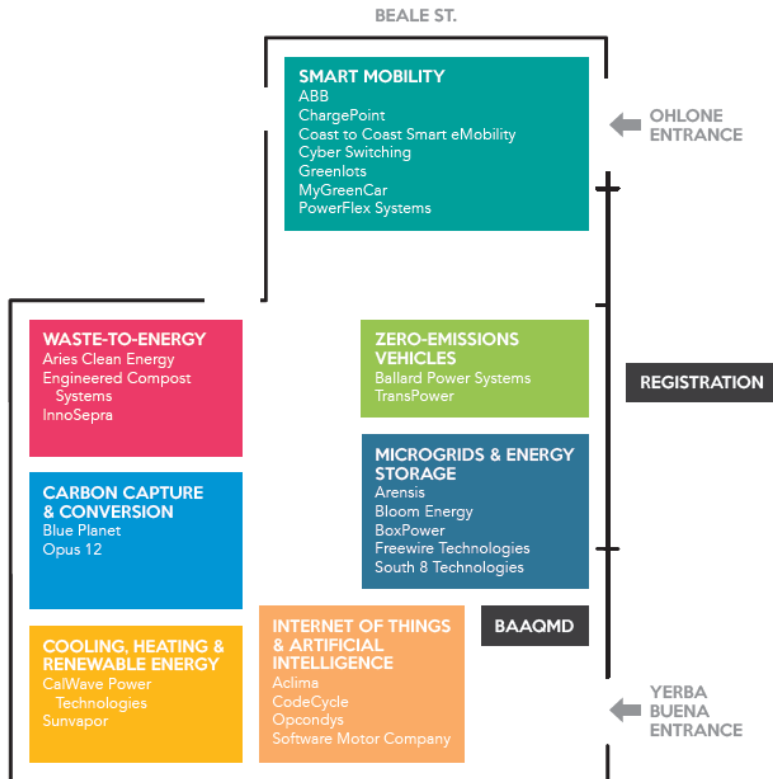 BEALE ST.
SMART MOBILITY
ABB
ChargePoint
Coast to Coast Smart eMobility
Cyber Switching
Greenlots
MyGreenCar
PowerFlex Systems
OHLONE
ENTRANCE
WASTE-TO-ENERGY
Aries Clean Energy
Engineered Compost
Systems
InnoSepra
ZERO-EMISSIONS
VEHICLES
Ballard Power Systems
TransPower
REGISTRATION
CARBON CAPTURE
& CONVERSION
Blue Planet
Opus 12
MICROGRIDS & ENERGY
STORAGE
Arensis
Bloom Energy
BoxPower
Freewire Technologies
South 8 Technologies
COOLING, HEATING &
RENEWABLE ENERGY
CalWave Power
Technologies
Sunvapor
INTERNET OF THINGS
& ARTIFICIAL
INTELLIGENCE
Aclima
CodeCycle
Opcondys
Software Motor Company
BAAQMD
YERBA
BUENA
ENTRANCE